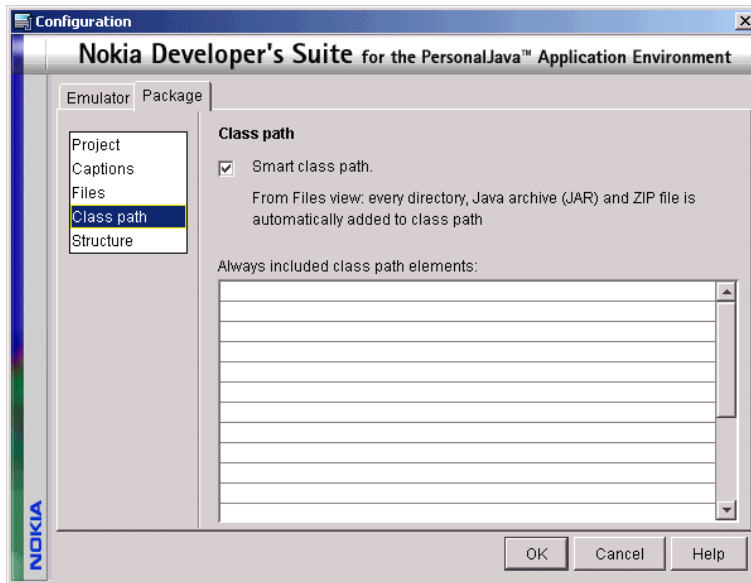 Configuration
Nokia Developer's Suite for the PersonalJava™ Application Environment
Emulator Package
Project
Captions
Files
Class path
Structure
Class path
Smart class path.
From Files view: every directory, Java archive (JAR) and ZIP file is
automatically added to class path
Always included class path elements:
NOKIA
OK Cancel Help